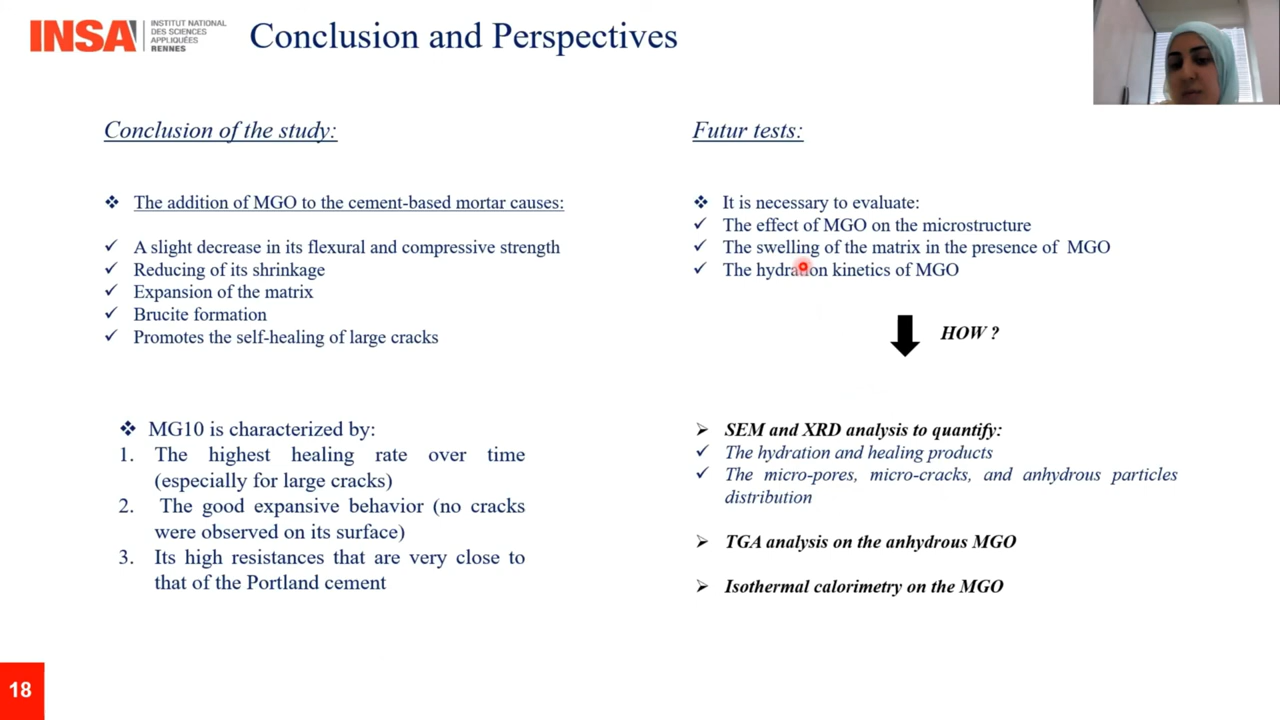 INSA
INSTITUT NATIONAL
DES SCIENCES
APPLIQUÉES
RENNES
Conclusion and Perspectives
Conclusion of the study:
❖ The addition of MGO to the cement-based mortar causes:
✓ A slight decrease in its flexural and compressive strength
✓ Reducing of its shrinkage
✓ Expansion of the matrix
✓ Brucite formation
✓ Promotes the self-healing of large cracks
❖ MG10 is characterized by:
1. The highest healing rate over time
(especially for large cracks)
2. The good expansive behavior (no cracks
were observed on its surface)
3. Its high resistances that are very close to
that of the Portland cement
Futur tests:
❖ It is necessary to evaluate:
✓ The effect of MGO on the microstructure
✓ The swelling of the matrix in the presence of MGO
✓ The hydration kinetics of MGO
HOW ?
➢ SEM and XRD analysis to quantify:
✓ The hydration and healing products
✓ The micro-pores, micro-cracks, and anhydrous particles
distribution
➢ TGA analysis on the anhydrous MGO
➢ Isothermal calorimetry on the MGO
18